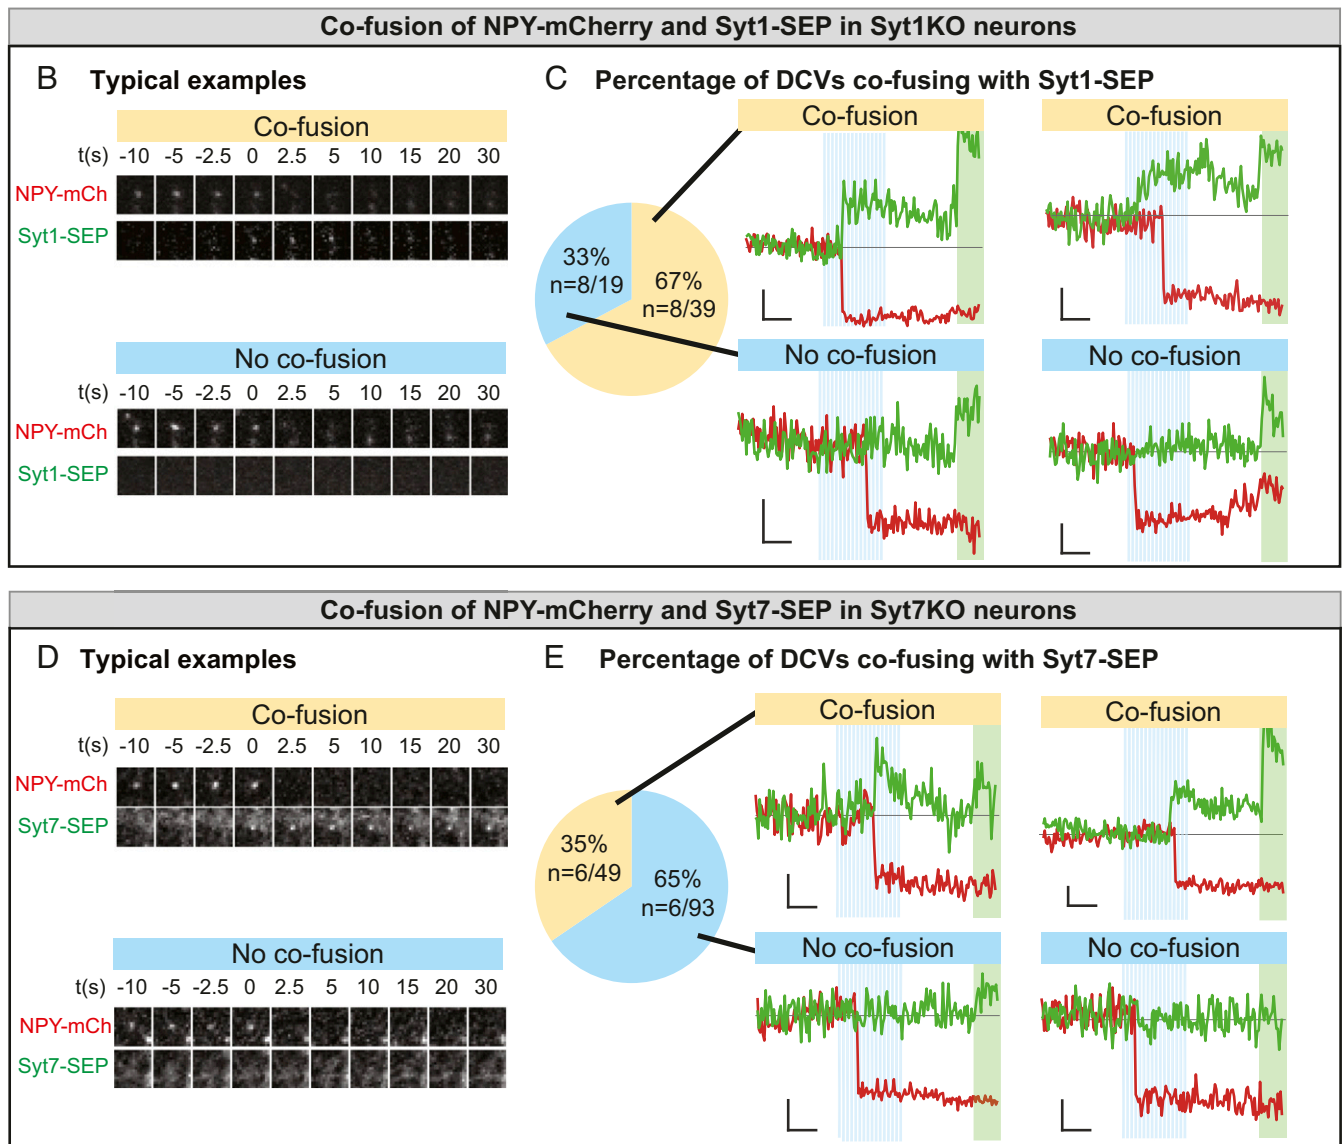 Co-fusion of NPY-mCherry and Syt1-SEP in Syt1KO neurons
B Typical examples
Co-fusion
t(s) -10 -5 -2.5 0 2.5 5 10 15 20 30
NPY-mCh
Syt1-SEP
No co-fusion
t(s) -10 -5 -2.5 0 2.5 5 10 15 20 30
NPY-mCh
Syt1-SEP
C Percentage of DCVs co-fusing with Syt1-SEP
33%
n=8/19
67%
n=8/39
Co-fusion
Co-fusion
No co-fusion
No co-fusion
Co-fusion of NPY-mCherry and Syt7-SEP in Syt7KO neurons
D Typical examples
Co-fusion
t(s) -10 -5 -2.5 0 2.5 5 10 15 20 30
NPY-mCh
Syt7-SEP
No co-fusion
t(s) -10 -5 -2.5 0 2.5 5 10 15 20 30
NPY-mCh
Syt7-SEP
E Percentage of DCVs co-fusing with Syt7-SEP
35%
n=6/49
65%
n=6/93
Co-fusion
Co-fusion
No co-fusion
No co-fusion